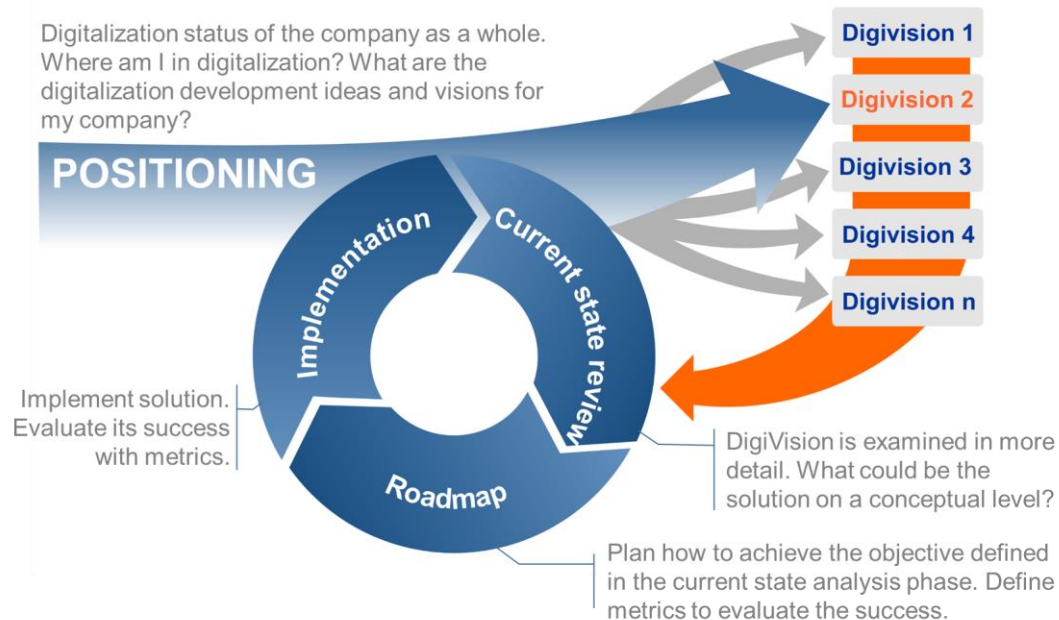 Digitalization status of the company as a whole.
Where am I in digitalization? What are the
digitalization development ideas and visions for
my company?
POSITIONING
Digivision 1
Digivision 2
Digivision 3
Digivision 4
Digivision n
Implementation
Current state review
Roadmap
Implement solution.
Evaluate its success
with metrics.
DigiVision is examined in more
detail. What could be the
solution on a conceptual level?
Plan how to achieve the objective defined
in the current state analysis phase. Define
metrics to evaluate the success.